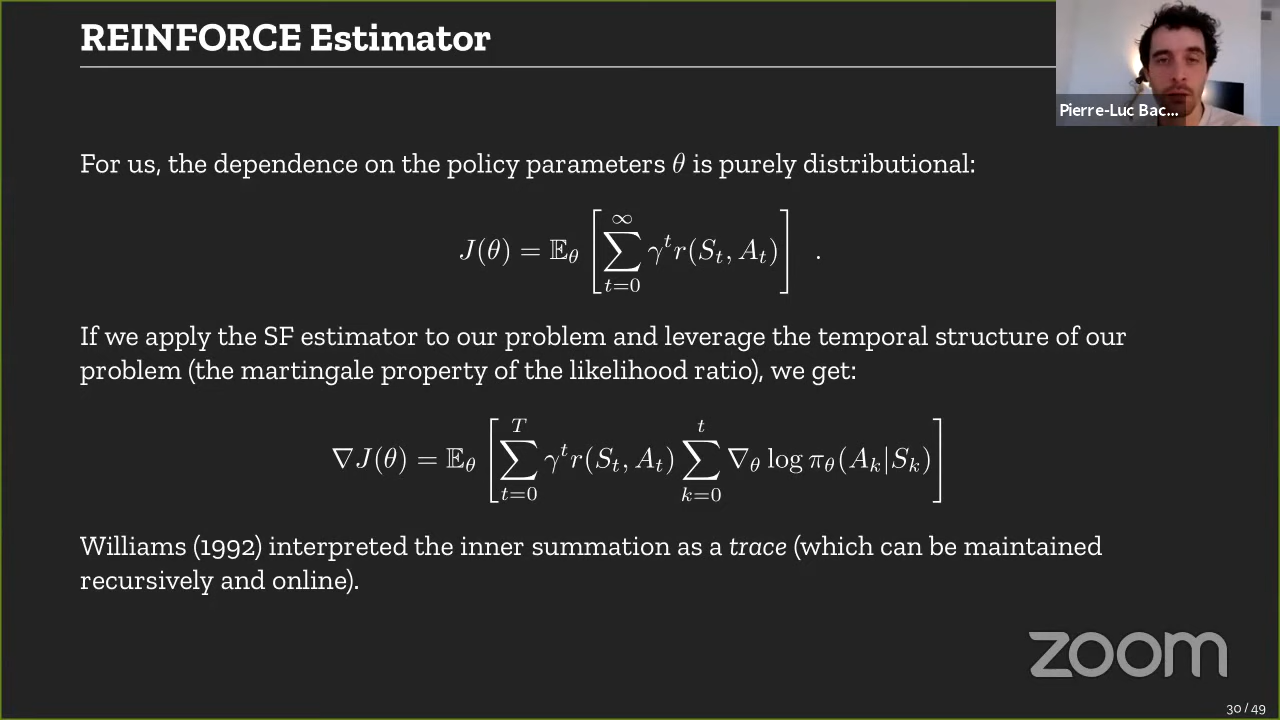 REINFORCE Estimator
Pierre-Luc Bac...
For us, the dependence on the policy parameters θ is purely distributional:
J(θ) = 𝔼_θ [∑_{t=0}^{∞} γ^t r(S_t, A_t)] .
If we apply the SF estimator to our problem and leverage the temporal structure of our
problem (the martingale property of the likelihood ratio), we get:
∇J(θ) = 𝔼_θ [∑_{t=0}^{T} γ^t r(S_t, A_t) ∑_{k=0}^{t} ∇_θ log π_θ(A_k|S_k)]
Williams (1992) interpreted the inner summation as a trace (which can be maintained
recursively and online).
zoom
30 / 49